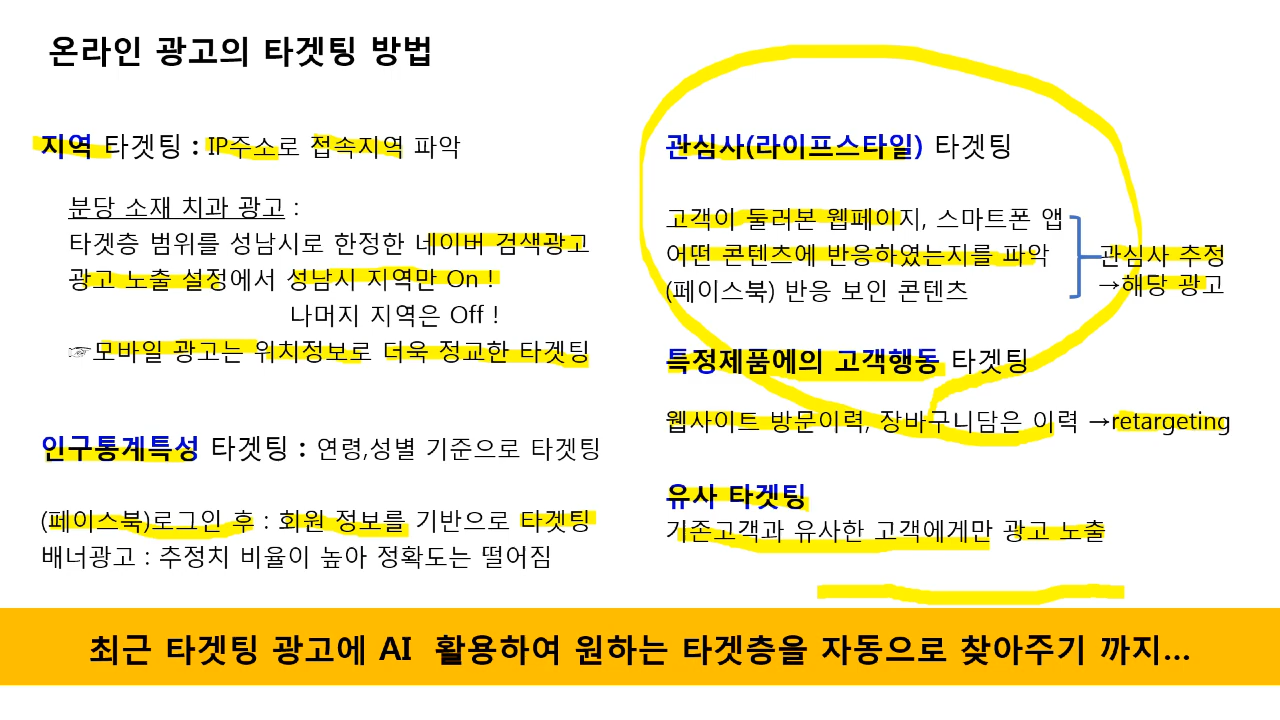 온라인 광고의 타겟팅 방법
지역 타겟팅 : IP주소로 접속지역 파악
분당 소재 치과 광고 :
타겟층 범위를 성남시로 한정한 네이버 검색광고
광고 노출 설정에서 성남시 지역만 On !
나머지 지역은 Off !
☞모바일 광고는 위치정보로 더욱 정교한 타겟팅
인구통계특성 타겟팅 : 연령,성별 기준으로 타겟팅
(페이스북)로그인 후 : 회원 정보를 기반으로 타겟팅
배너광고 : 추정치 비율이 높아 정확도는 떨어짐
관심사(라이프스타일) 타겟팅
고객이 둘러본 웹페이지, 스마트폰 앱
어떤 콘텐츠에 반응하였는지를 파악
(페이스북) 반응 보인 콘텐츠
관심사 추정
→해당 광고
특정제품에의 고객행동 타겟팅
웹사이트 방문이력, 장바구니담은 이력 →retargeting
유사 타겟팅
기존고객과 유사한 고객에게만 광고 노출
최근 타겟팅 광고에 AI 활용하여 원하는 타겟층을 자동으로 찾아주기 까지...